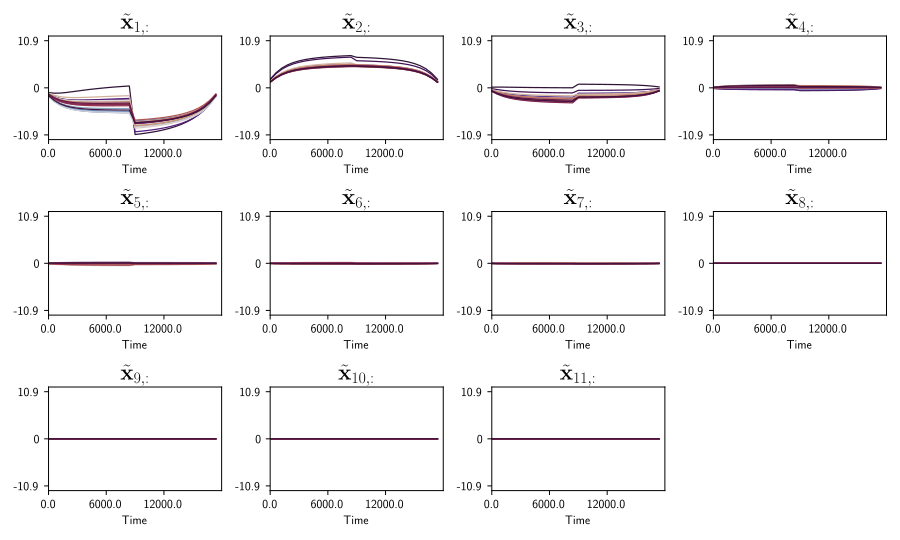 x̃1,:
x̃2,:
x̃3,:
x̃4,:
10.9 0 -10.9 10.9 0 -10.9 10.9 0 -10.9 10.9 0 -10.9
0.0 6000.0 12000.0 0.0 6000.0 12000.0 0.0 6000.0 12000.0 0.0 6000.0 12000.0
Time Time Time Time
x̃5,:
x̃6,:
x̃7,:
x̃8,:
10.9 0 -10.9 10.9 0 -10.9 10.9 0 -10.9 10.9 0 -10.9
0.0 6000.0 12000.0 0.0 6000.0 12000.0 0.0 6000.0 12000.0 0.0 6000.0 12000.0
Time Time Time Time
x̃9,:
x̃10,:
x̃11,:
10.9 0 -10.9 10.9 0 -10.9 10.9 0 -10.9
0.0 6000.0 12000.0 0.0 6000.0 12000.0 0.0 6000.0 12000.0
Time Time Time